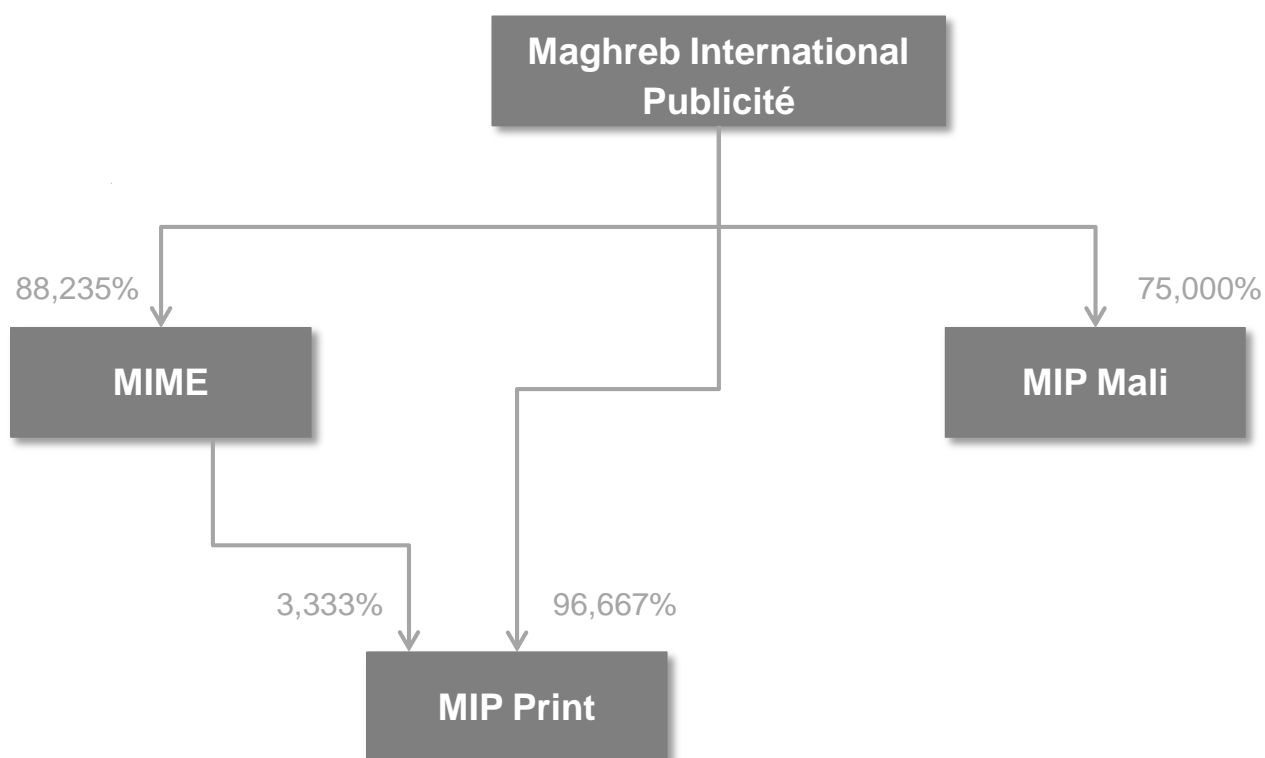 Maghreb International
Publicité
88,235%
75,000%
MIME
MIP Mali
3,333%
96,667%
MIP Print